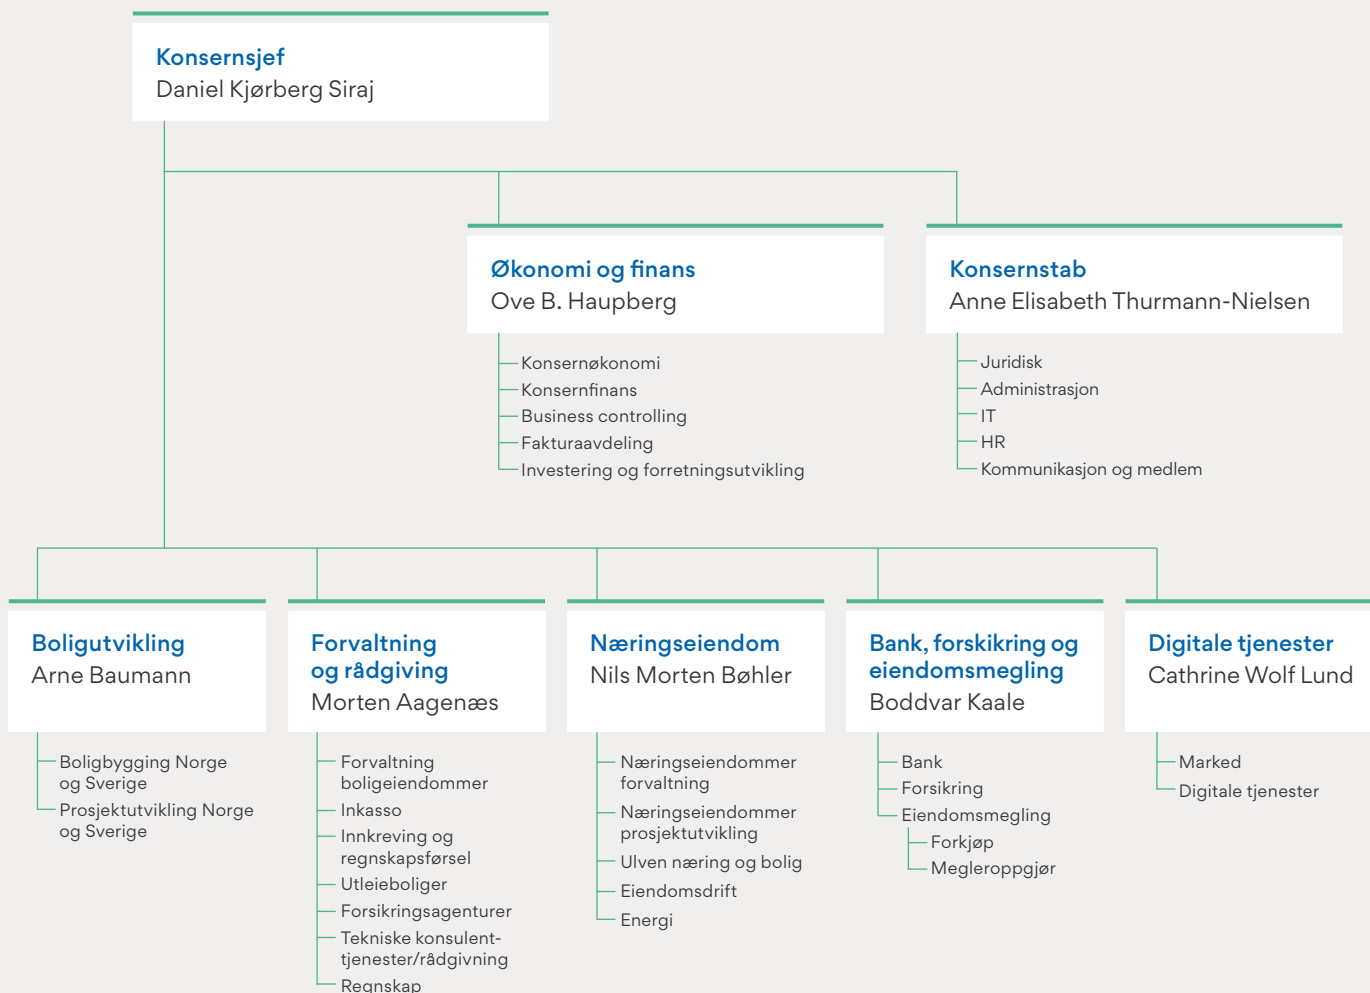 Konsernsjef
Daniel Kjørberg Siraj
Økonomi og finans
Ove B. Haupberg
Konsernøkonomi
Konsernfinans
Business controlling
Fakturaavdeling
Investering og forretningsutvikling
Konsernstab
Anne Elisabeth Thurmann-Nielsen
Juridisk
Administrasjon
IT
HR
Kommunikasjon og medlem
Boligutvikling
Arne Baumann
Boligbygging Norge
og Sverige
Prosjektutvikling Norge
og Sverige
Forvaltning
og rådgiving
Morten Aagenæs
Forvaltning
boligeiendommer
Inkasso
Innkreving og
regnskapsførsel
Utleieboliger
Forsikringsagenturer
Tekniske konsulent-
tjenester/rådgivning
Regnskap
Næringseiendom
Nils Morten Bøhler
Næringseiendommer
forvaltning
Næringseiendommer
prosjektutvikling
Ulven næring og bolig
Eiendomsdrift
Energi
Bank, forskikring og
eiendomsmegling
Boddvar Kaale
Bank
Forsikring
Eiendomsmegling
Forkjøp
Megleroppgjør
Digitale tjenester
Cathrine Wolf Lund
Marked
Digitale tjenester